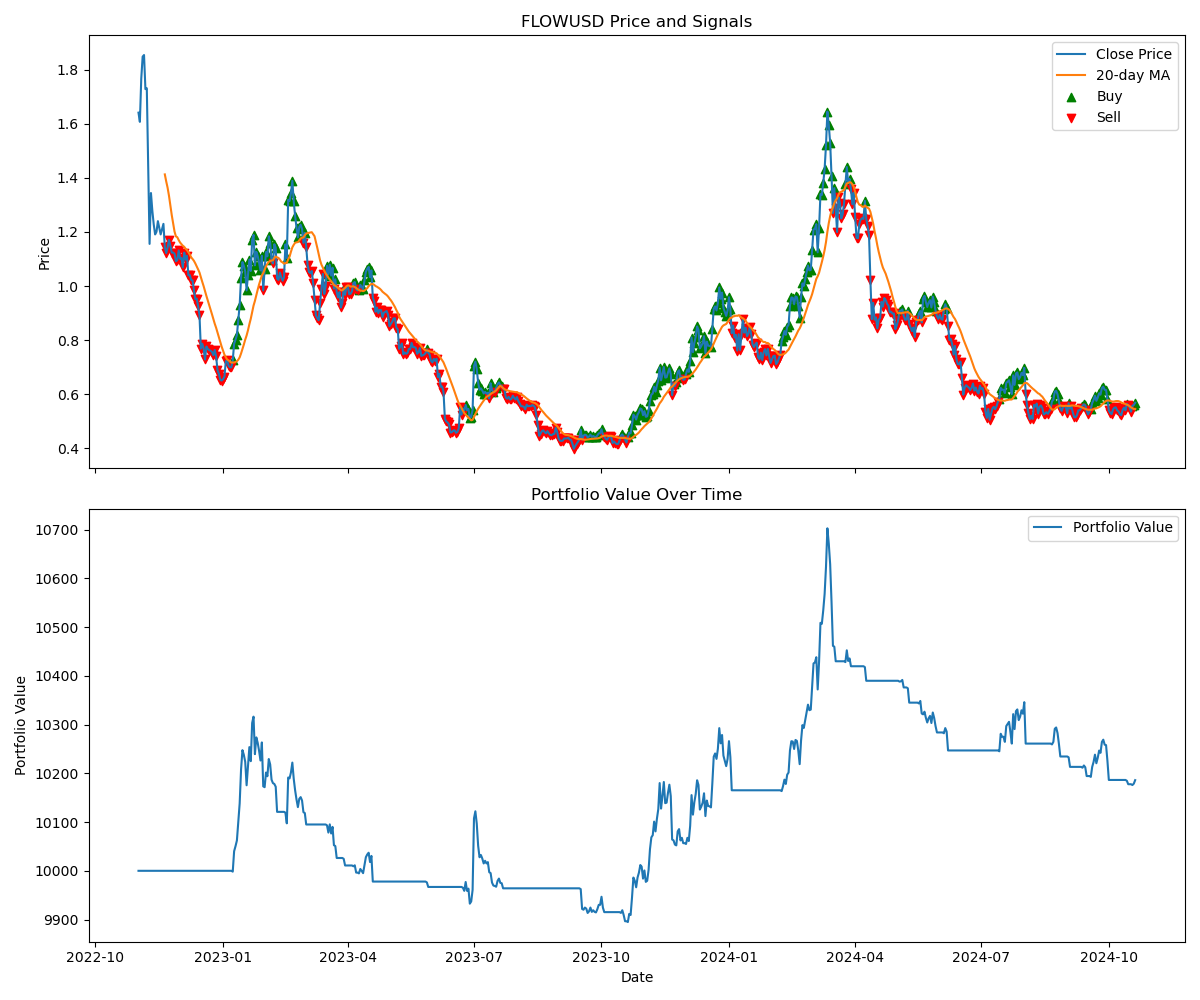 FLOWUSD Price and Signals
Close Price
20-day MA
Buy
Sell
Price
1.8
1.6
1.4
1.2
1.0
0.8
0.6
0.4
Portfolio Value Over Time
Portfolio Value
Portfolio Value
10700
10600
10500
10400
10300
10200
10100
10000
9900
2022-10
2023-01
2023-04
2023-07
2023-10
2024-01
2024-04
2024-07
2024-10
Date